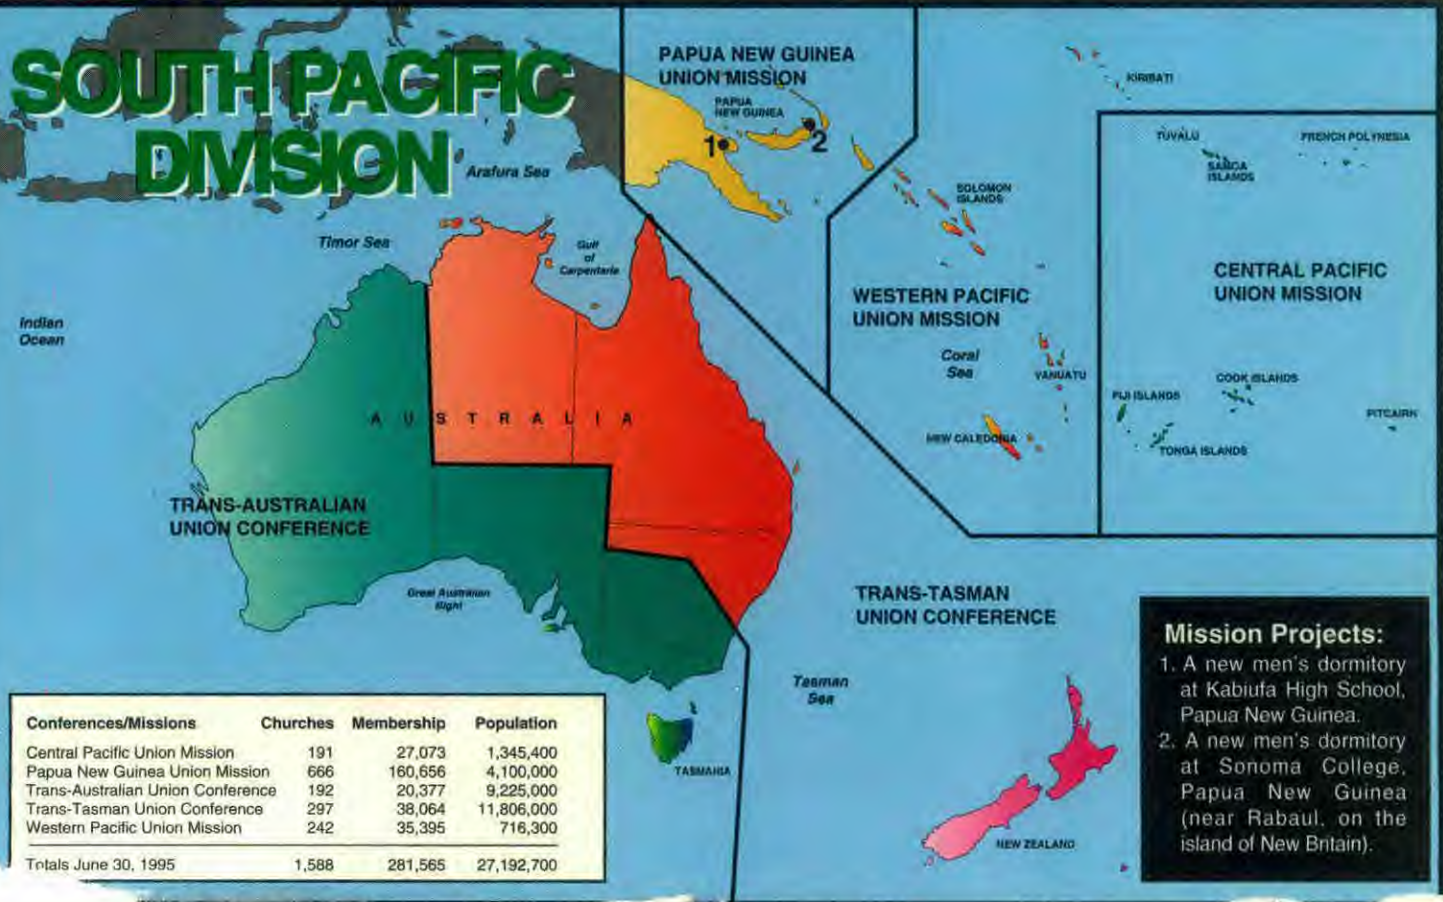 SOUTH PACIFIC
DIVISION
PAPUA NEW GUINEA
UNION MISSION
PAPUA
NEW GUINEA
1
2
KIRIBATI
TUVALU
FRENCH POLYNESIA
SAMOA
ISLANDS
Arafura Sea
SOLOMON
ISLANDS
Timor Sea
Gulf
of
Carpentaria
CENTRAL PACIFIC
UNION MISSION
WESTERN PACIFIC
UNION MISSION
Indian
Ocean
Coral
Sea
VANUATU
COOK ISLANDS
FIJI ISLANDS
PITCAIRN
AUSTRALIA
NEW CALEDONIA
TONGA ISLANDS
TRANS-AUSTRALIAN
UNION CONFERENCE
Great Australian
Bight
TRANS-TASMAN
UNION CONFERENCE
Tasman
Sea
TASMANIA
NEW ZEALAND
Mission Projects:
1. A new men's dormitory
at Kabiufa High School,
Papua New Guinea.
2. A new men's dormitory
at Sonoma College,
Papua New Guinea
(near Rabaul, on the
island of New Britain).
Conferences/Missions Churches Membership Population
Central Pacific Union Mission 191 27,073 1,345,400
Papua New Guinea Union Mission 666 160,656 4,100,000
Trans-Australian Union Conference 192 20,377 9,225,000
Trans-Tasman Union Conference 297 38,064 11,806,000
Western Pacific Union Mission 242 35,395 716,300
Totals June 30, 1995 1,588 281,565 27,192,700